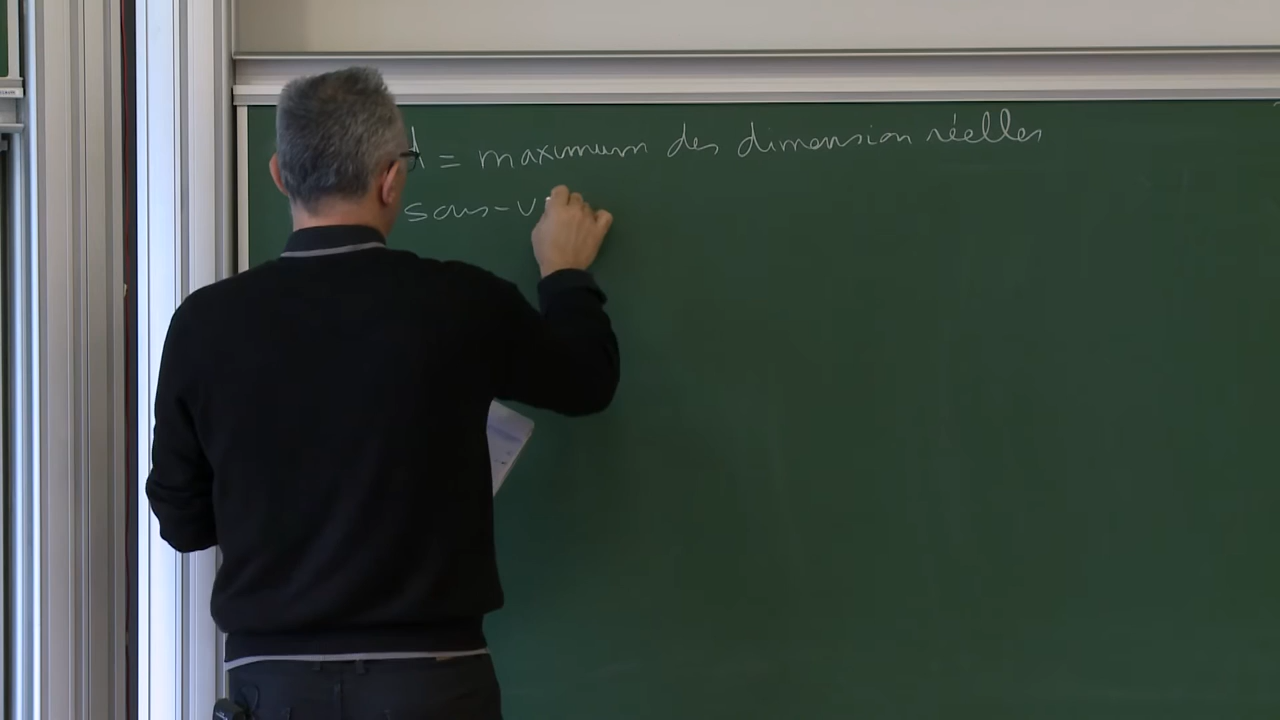 d = maximum des dimension réelles
sous-v